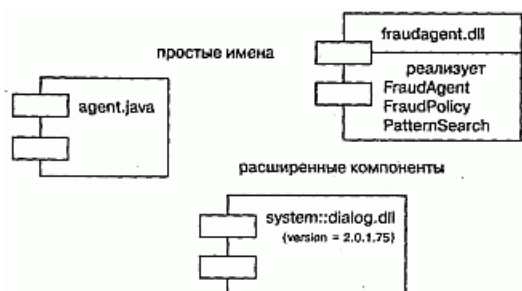 простые имена
agent.java
fraudagent.dll
реализует
FraudAgent
FraudPolicy
PatternSearch
расширенные компоненты
system::dialog.dll
{version = 2.0.1.75}